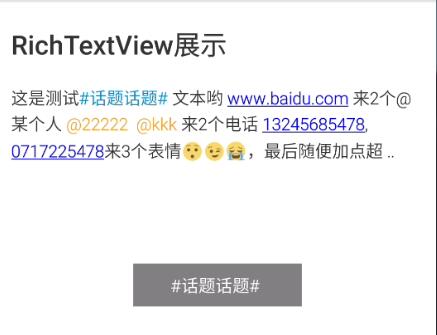 RichTextView展示
这是测试#话题话题# 文本哟 www.baidu.com 来2个@
某个人 @22222  @kkk 来2个电话 13245685478,
0717225478来3个表情😯😉😭，最后随便加点超 ..
#话题话题#